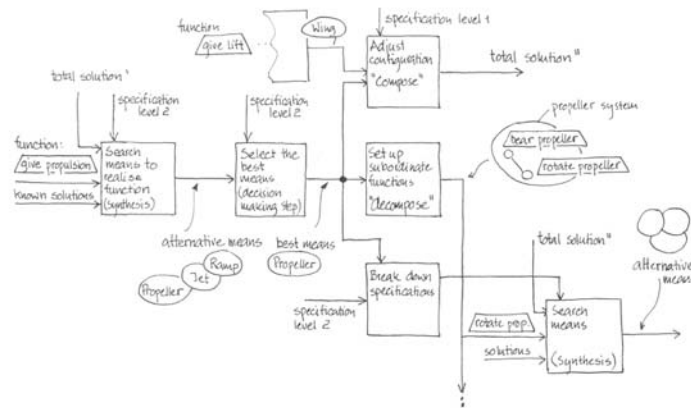 function
give lift
Wing
specification level 1
Adjust
configuration
"compose"
total solution"
total solution'
specification
level 2
specification
level 2
function:
give propulsion
known solutions
Search
means to
realise
function
(synthesis)
Select the
best
means
(decision
making step)
Set up
subordinate
functions
"decompose"
propeller system
bear propeller
rotate propeller
alternative means
Propeller
Jet
Ramp
best means
Propeller
Break down
specifications
specification
level 2
total solution"
rotate prop.
solutions
Search
means
(synthesis)
alternative
means